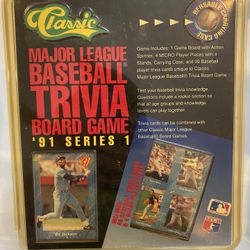 Classic
MAJOR LEAGUE
BASEBALL
TRIVIA
BOARD GAME
'91 SERIES 1
Game Includes: 1 Game Board with Action
Spinner, 4 MICRO Player Pieces with 4
Stands, Carrying Case, and 99 Baseball
player trivia cards unique to Classic
Major League Baseball® Trivia Board Game.
Test your Baseball trivia knowledge.
Questions include a rookie section so
that all age groups and knowledge
levers can join together.
Trivia cards can be combined with
other Classic Major League
Baseball® Board Games.
Bo Jackson